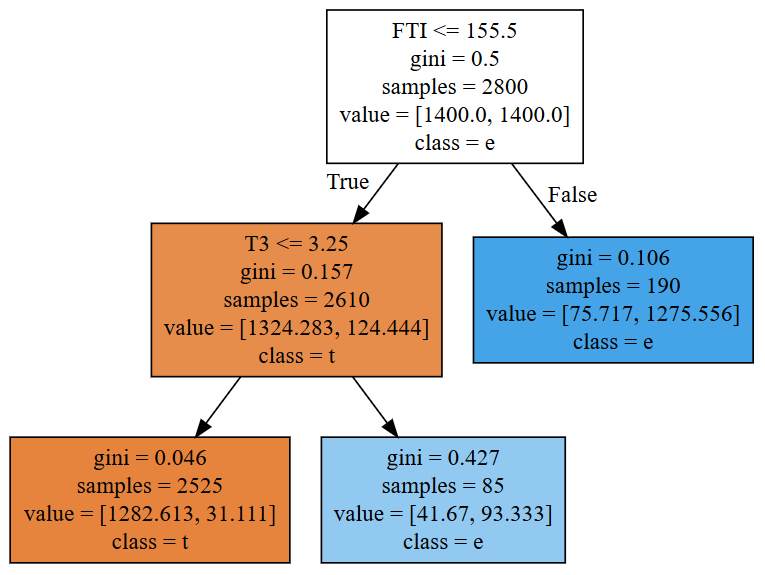 FTI <= 155.5
gini = 0.5
samples = 2800
value = [1400.0, 1400.0]
class = e
True
False
T3 <= 3.25
gini = 0.157
samples = 2610
value = [1324.283, 124.444]
class = t
gini = 0.106
samples = 190
value = [75.717, 1275.556]
class = e
gini = 0.046
samples = 2525
value = [1282.613, 31.111]
class = t
gini = 0.427
samples = 85
value = [41.67, 93.333]
class = e